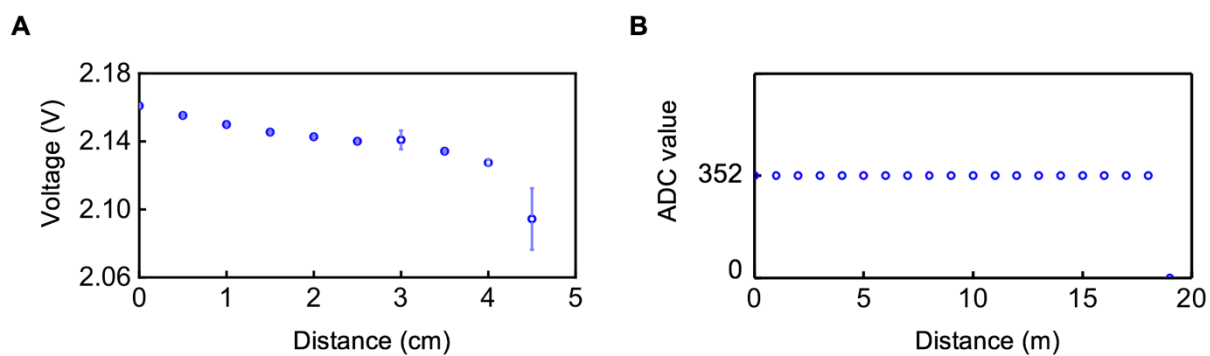 A
B
2.18
2.14
2.10
2.06
Voltage (V)
0 1 2 3 4 5
Distance (cm)
352
0
ADC value
0 5 10 15 20
Distance (m)